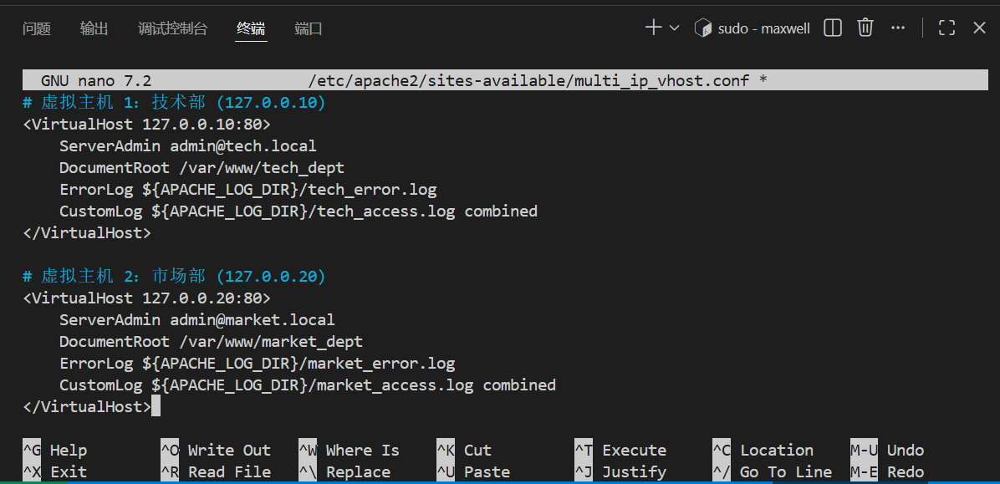 问题 输出 调试控制台 终端 端口 sudo - maxwell
GNU nano 7.2 /etc/apache2/sites-available/multi_ip_vhost.conf *
# 虚拟主机 1: 技术部 (127.0.0.10)
<VirtualHost 127.0.0.10:80>
    ServerAdmin admin@tech.local
    DocumentRoot /var/www/tech_dept
    ErrorLog ${APACHE_LOG_DIR}/tech_error.log
    CustomLog ${APACHE_LOG_DIR}/tech_access.log combined
</VirtualHost>

# 虚拟主机 2: 市场部 (127.0.0.20)
<VirtualHost 127.0.0.20:80>
    ServerAdmin admin@market.local
    DocumentRoot /var/www/market_dept
    ErrorLog ${APACHE_LOG_DIR}/market_error.log
    CustomLog ${APACHE_LOG_DIR}/market_access.log combined
</VirtualHost>

^G Help ^O Write Out ^W Where Is ^K Cut ^T Execute ^C Location M-U Undo
^X Exit ^R Read File ^\ Replace ^U Paste ^J Justify ^/ Go To Line M-E Redo